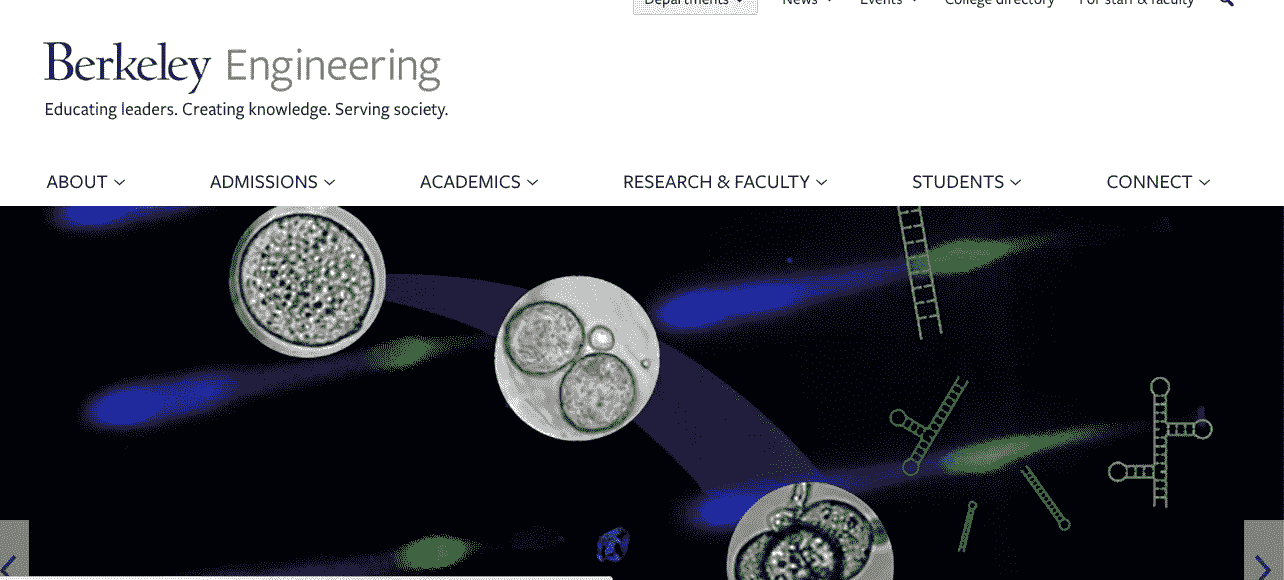 Departments News Events College directory For staff & faculty
Berkeley Engineering
Educating leaders. Creating knowledge. Serving society.
ABOUT ADMISSIONS ACADEMICS RESEARCH & FACULTY STUDENTS CONNECT